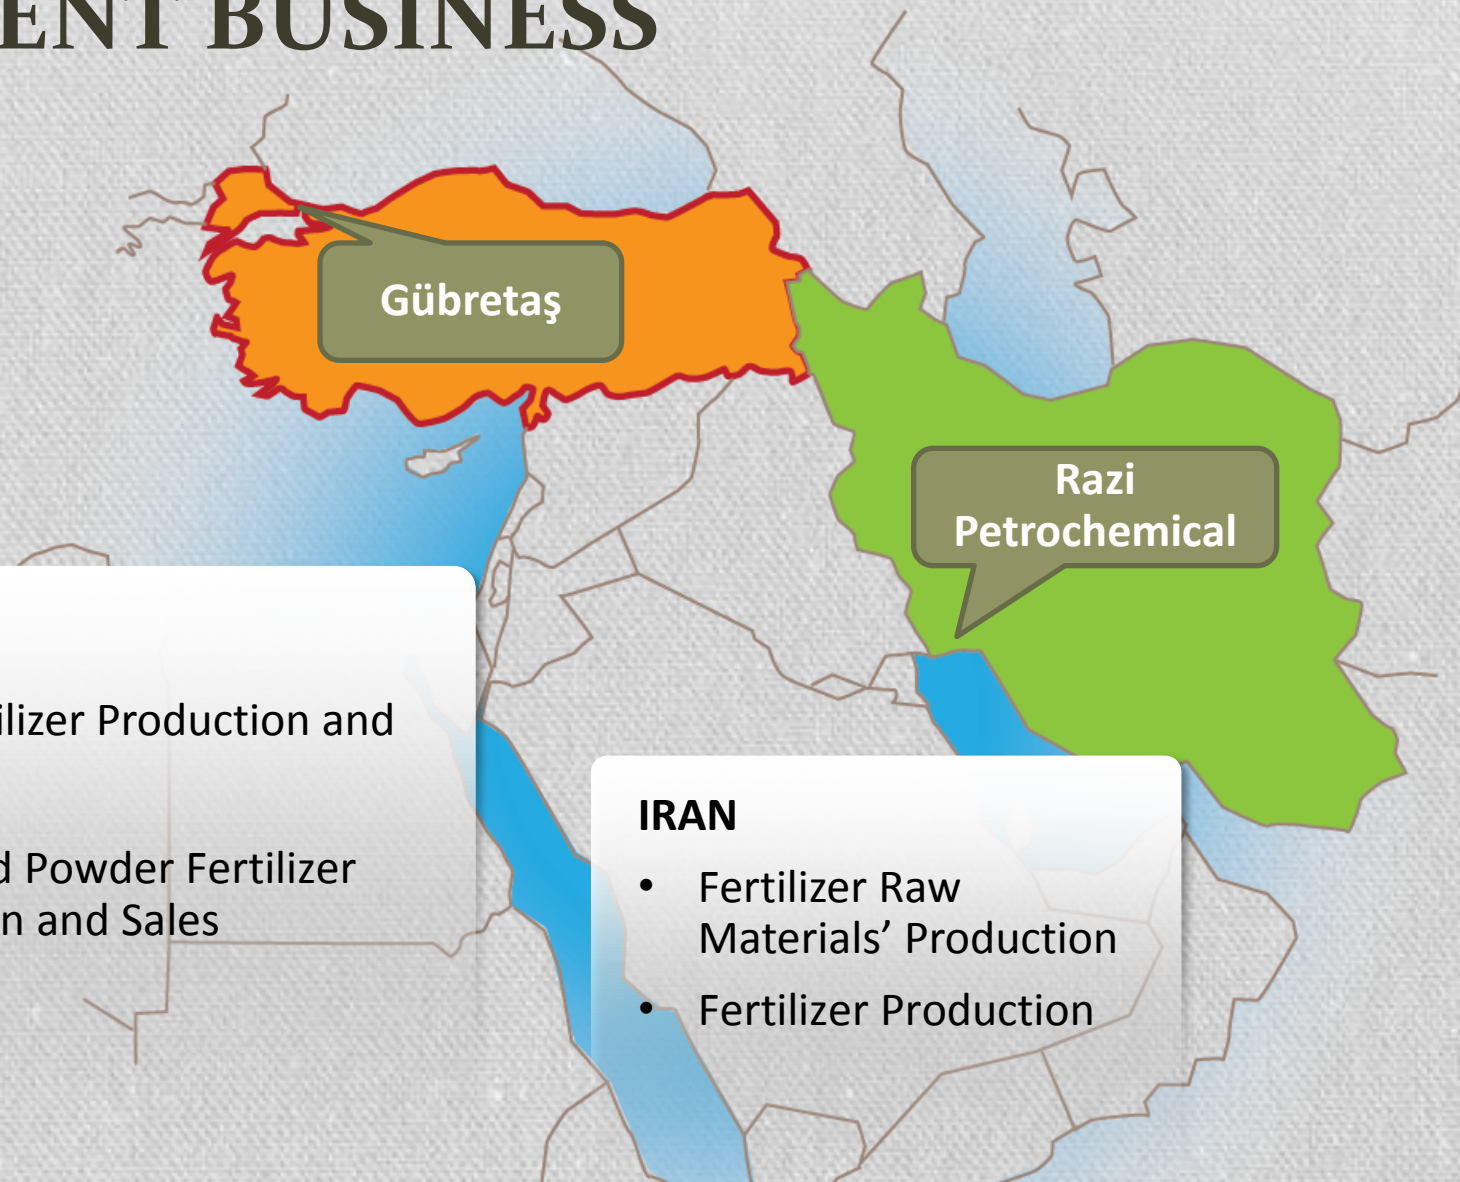 ENT BUSINESS
Gübretaş
Razi
Petrochemical
ilizer Production and
d Powder Fertilizer
n and Sales
IRAN
• Fertilizer Raw
Materials’ Production
• Fertilizer Production